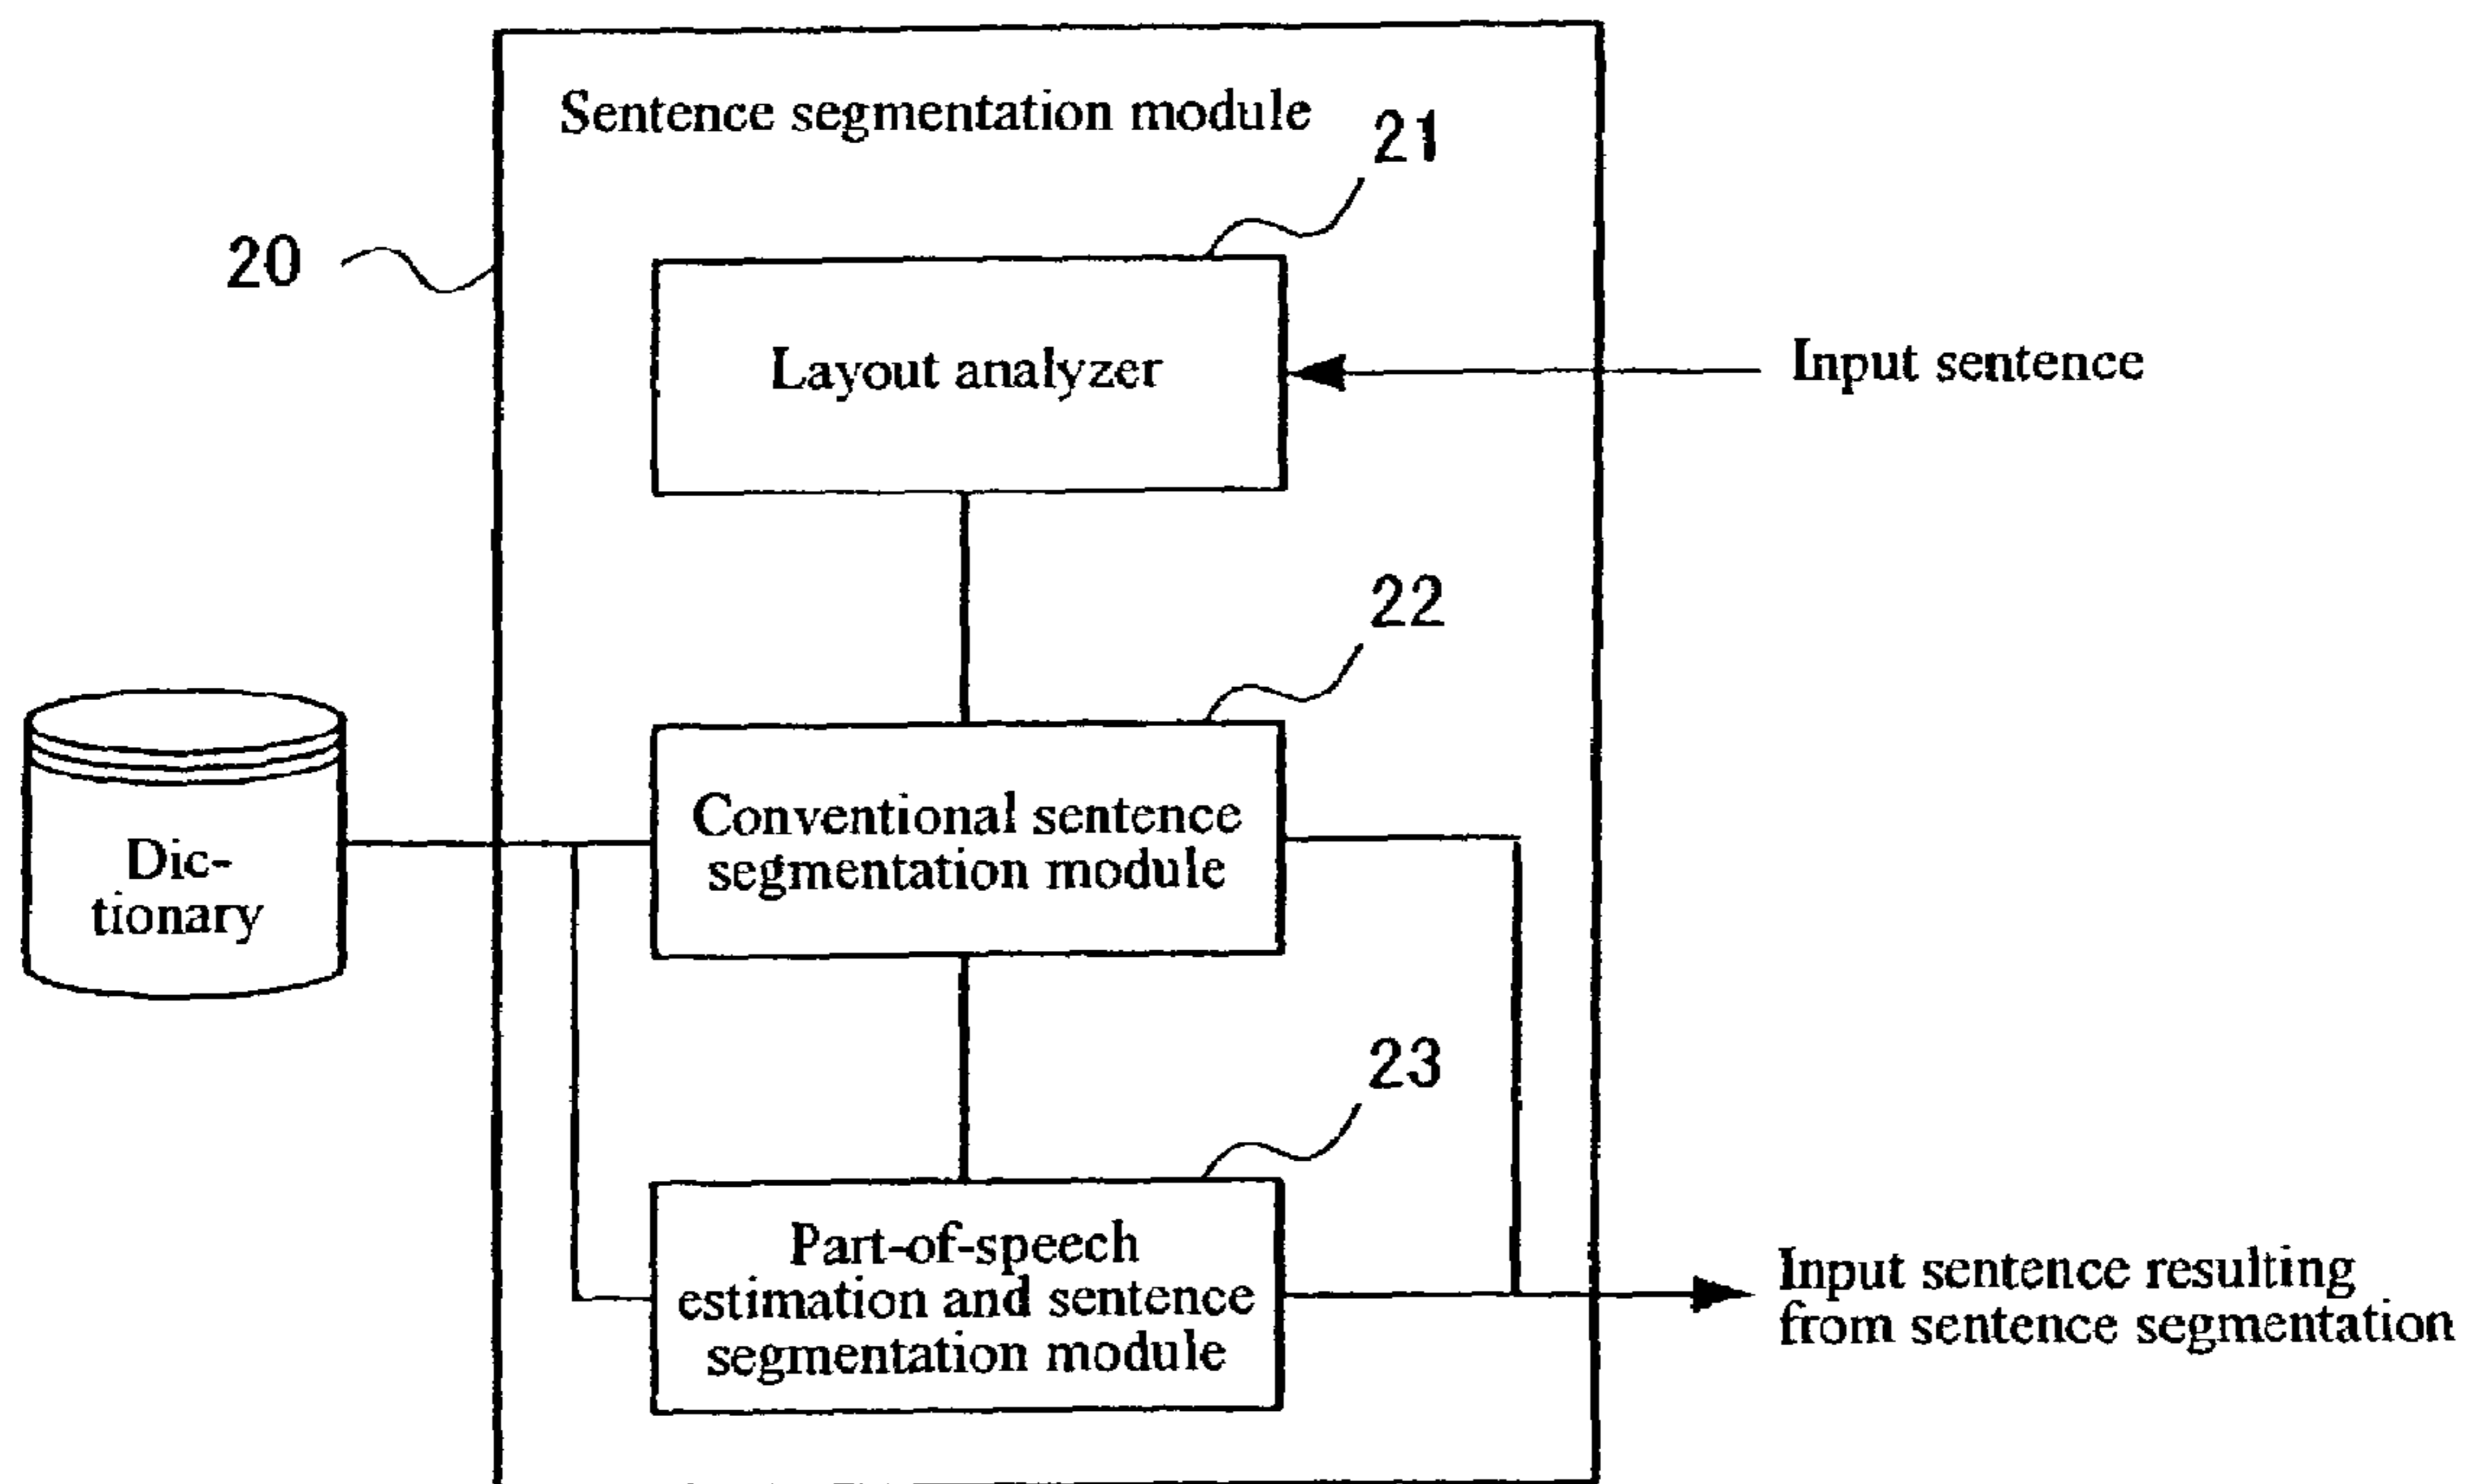 Sentence segmentation module
21
20
Layout analyzer
Input sentence
22
Conventional sentence
segmentation module
Dic-
tionary
23
Part-of-speech
estimation and sentence
segmentation module
Input sentence resulting
from sentence segmentation